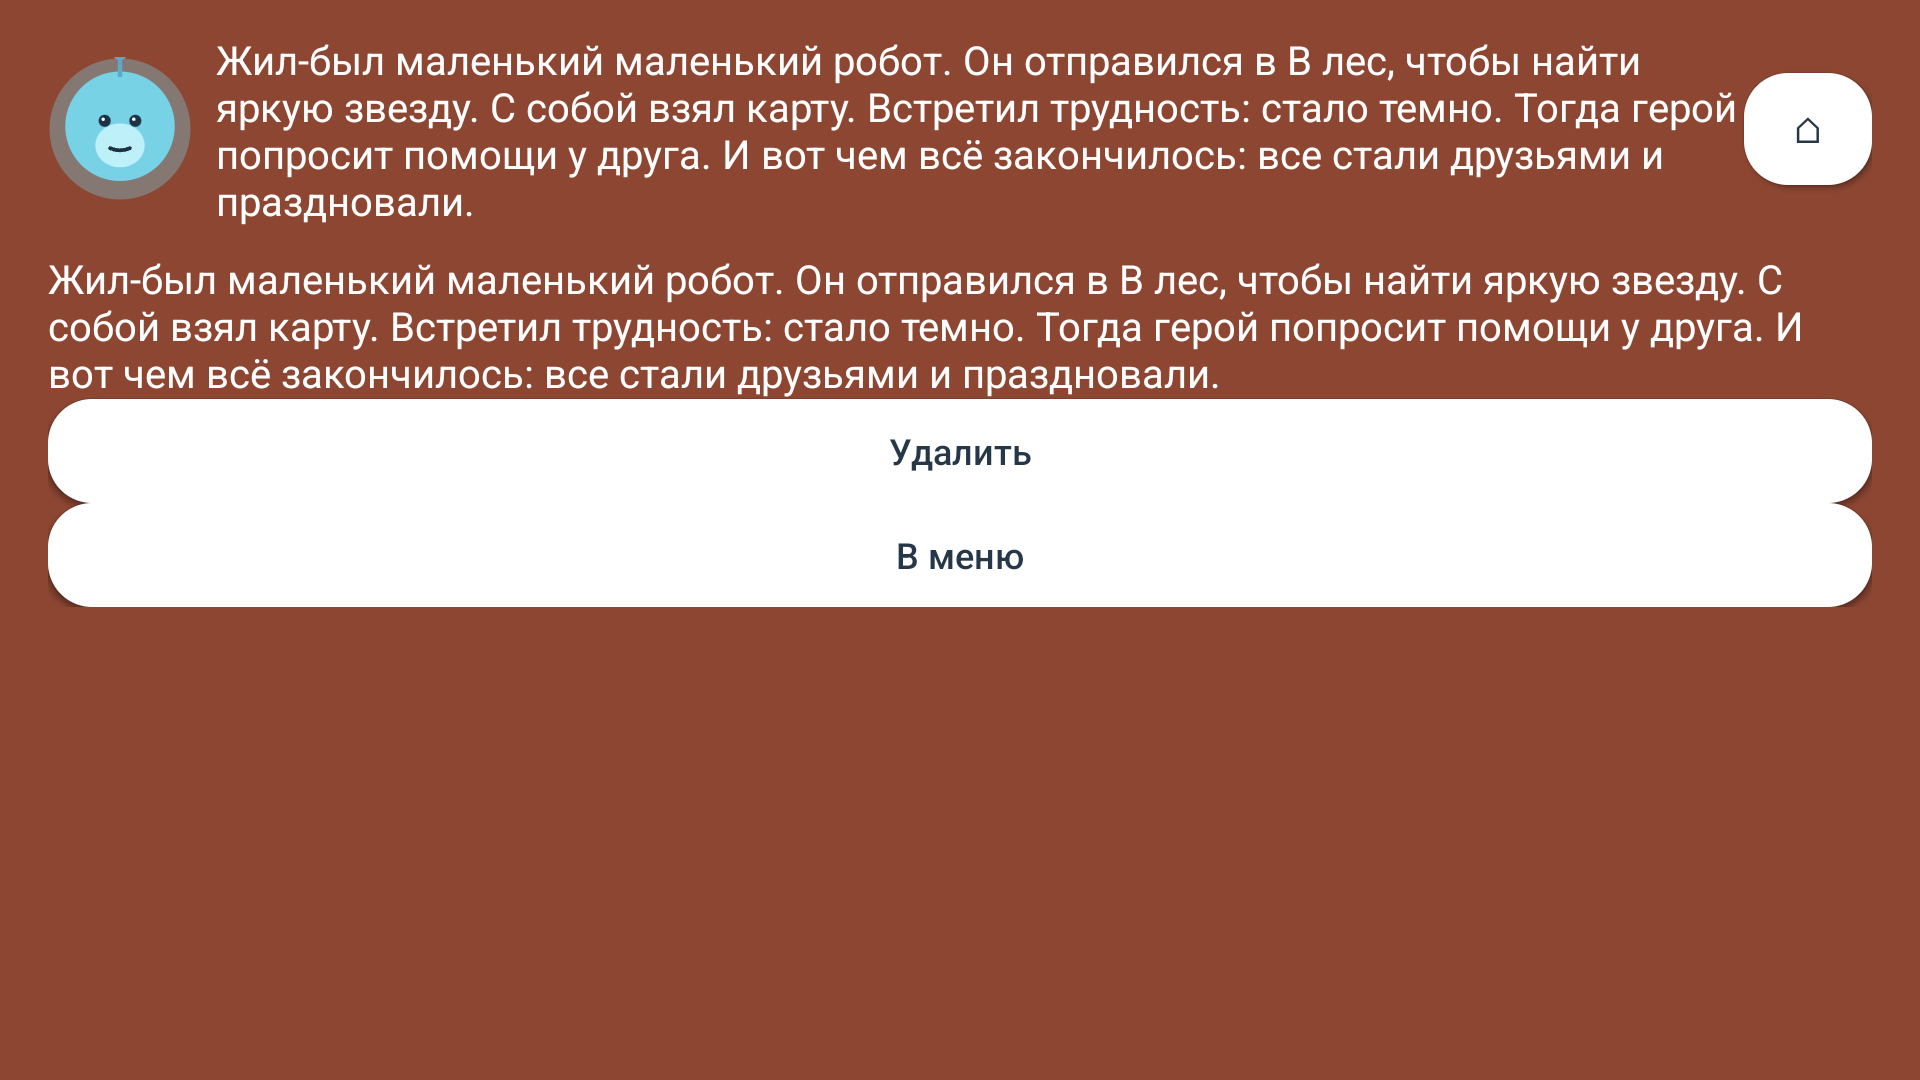 Жил-был маленький маленький робот. Он отправился в В лес, чтобы найти
яркую звезду. С собой взял карту. Встретил трудность: стало темно. Тогда герой
попросит помощи у друга. И вот чем всё закончилось: все стали друзьями и
праздновали.
Жил-был маленький маленький робот. Он отправился в В лес, чтобы найти яркую звезду. С
собой взял карту. Встретил трудность: стало темно. Тогда герой попросит помощи у друга. И
вот чем всё закончилось: все стали друзьями и праздновали.
Удалить
В меню